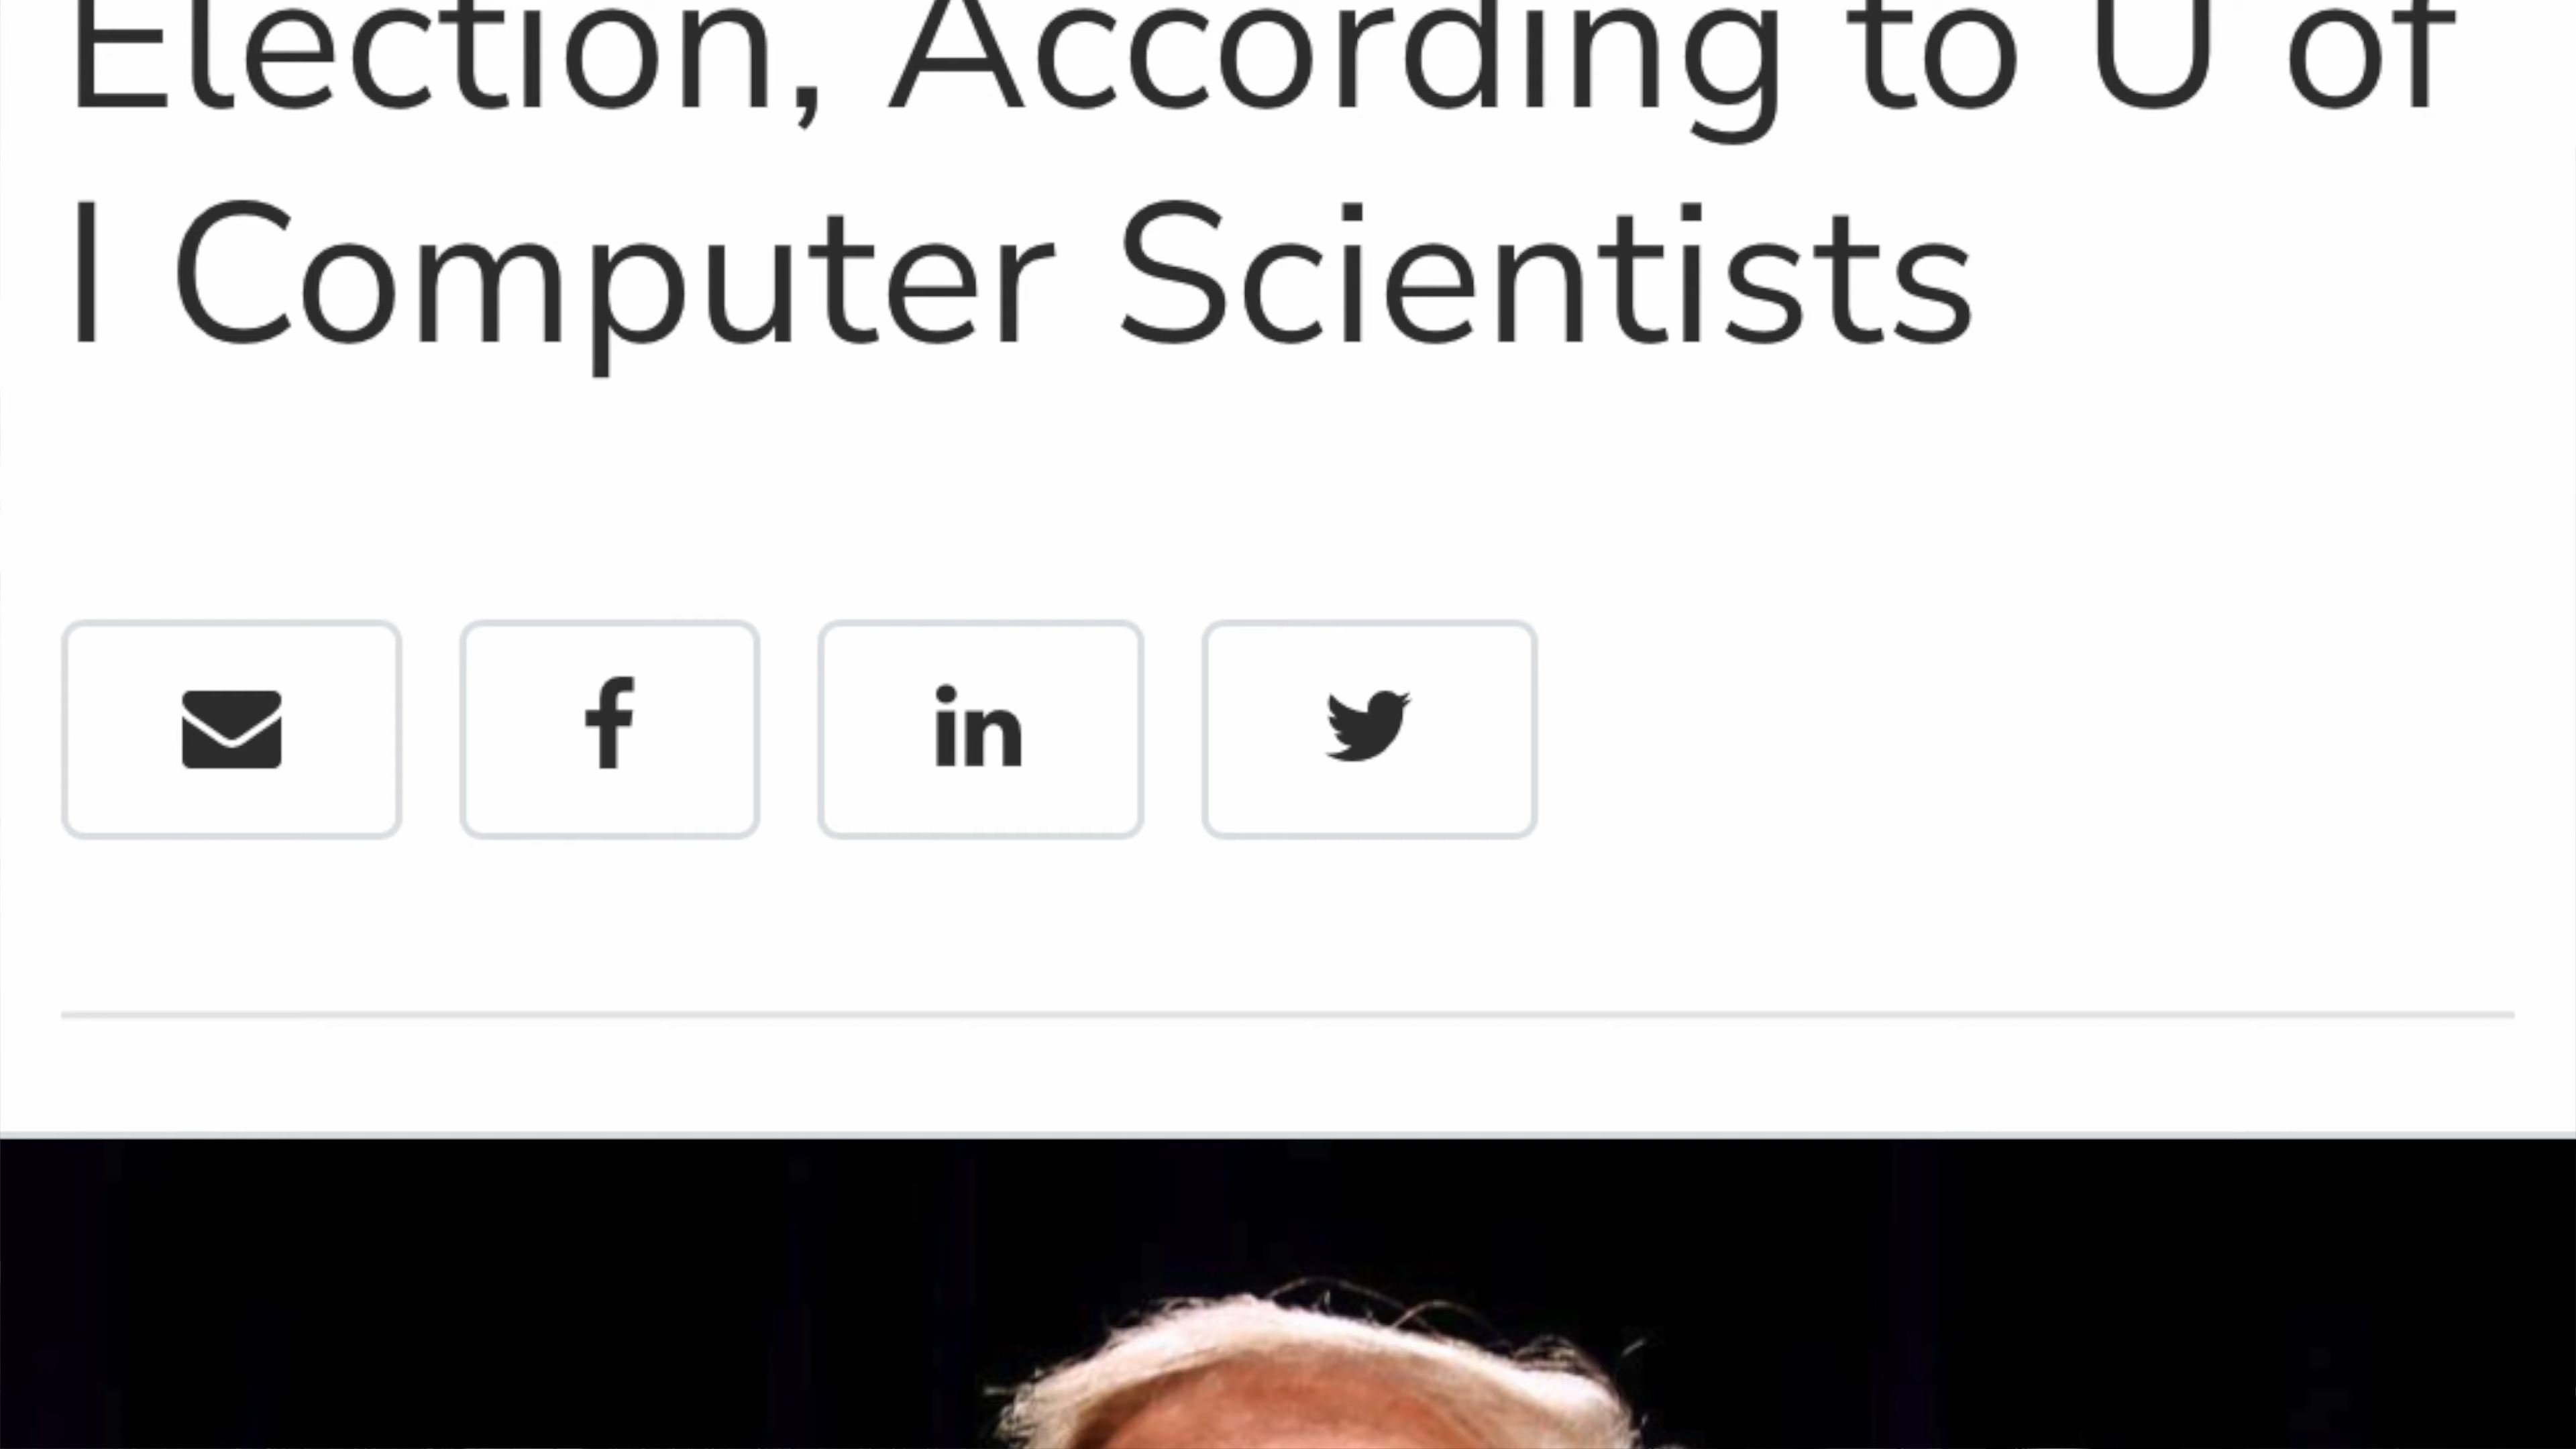 Election, According to U of
I Computer Scientists